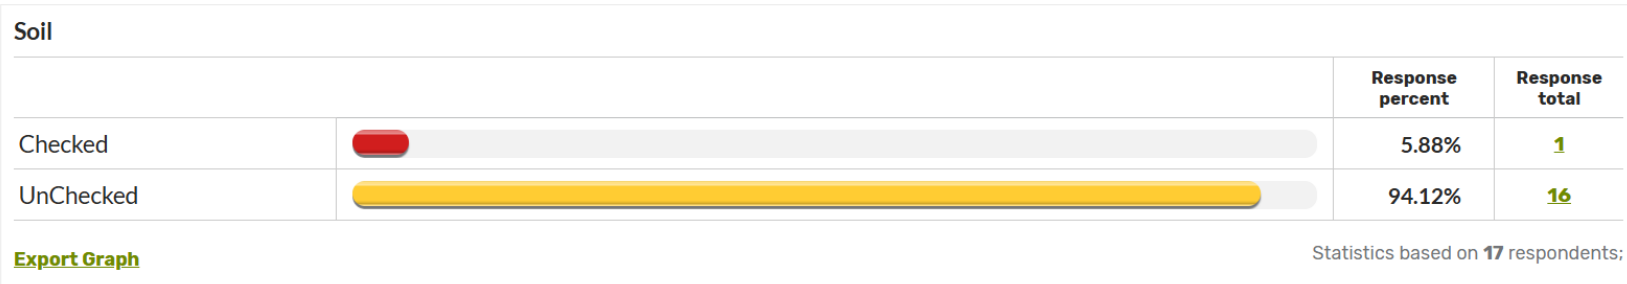 Soil
Response percent
Response total
Checked 5.88% 1
UnChecked 94.12% 16
Export Graph
Statistics based on 17 respondents;